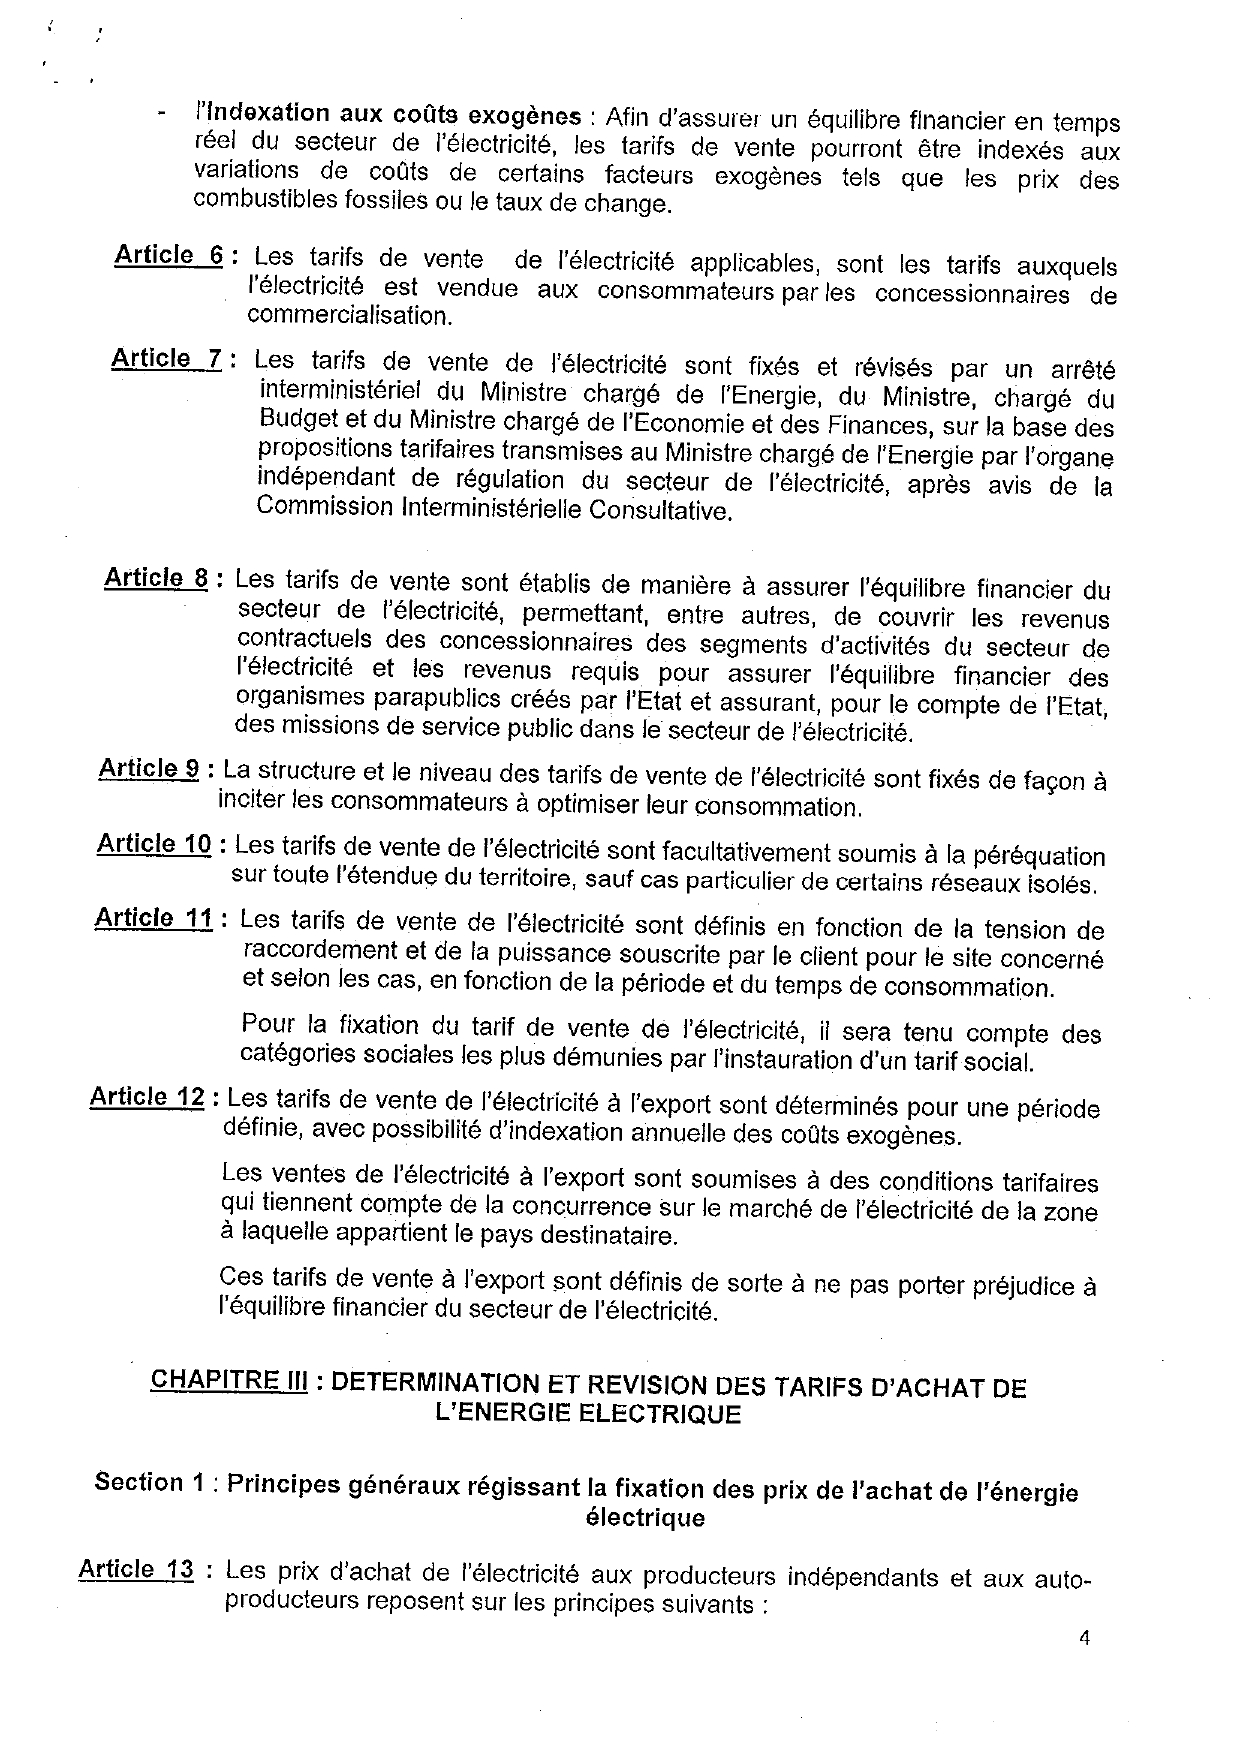 - l'Indexation aux coûts exogènes : Afin d'assurer un équilibre financier en temps
réel du secteur de l'électricité, les tarifs de vente pourront être indexés aux
variations de coûts de certains facteurs exogènes tels que les prix des
combustibles fossiles ou le taux de change.
Article 6 : Les tarifs de vente de l'électricité applicables, sont les tarifs auxquels
l'électricité est vendue aux consommateurs par les concessionnaires de
commercialisation.
Article 7 : Les tarifs de vente de l'électricité sont fixés et révisés par un arrêté
interministériel du Ministre chargé de l'Energie, du Ministre, chargé du
Budget et du Ministre chargé de l'Economie et des Finances, sur la base des
propositions tarifaires transmises au Ministre chargé de l'Energie par l'organe
indépendant de régulation du secteur de l'électricité, après avis de la
Commission Interministérielle Consultative.
Article 8 : Les tarifs de vente sont établis de manière à assurer l'équilibre financier du
secteur de l'électricité, permettant, entre autres, de couvrir les revenus
contractuels des concessionnaires des segments d'activités du secteur de
l'électricité et les revenus requis pour assurer l'équilibre financier des
organismes parapublics créés par l'Etat et assurant, pour le compte de l'Etat,
des missions de service public dans le secteur de l'électricité.
Article 9 : La structure et le niveau des tarifs de vente de l'électricité sont fixés de façon à
inciter les consommateurs à optimiser leur consommation.
Article 10 : Les tarifs de vente de l'électricité sont facultativement soumis à la péréquation
sur toute l'étendue du territoire, sauf cas particulier de certains réseaux isolés.
Article 11 : Les tarifs de vente de l'électricité sont définis en fonction de la tension de
raccordement et de la puissance souscrite par le client pour le site concerné
et selon les cas, en fonction de la période et du temps de consommation.
Pour la fixation du tarif de vente de l'électricité, il sera tenu compte des
catégories sociales les plus démunies par l'instauration d'un tarif social.
Article 12 : Les tarifs de vente de l'électricité à l'export sont déterminés pour une période
définie, avec possibilité d'indexation annuelle des coûts exogènes.
Les ventes de l'électricité à l'export sont soumises à des conditions tarifaires
qui tiennent compte de la concurrence sur le marché de l'électricité de la zone
à laquelle appartient le pays destinataire.
Ces tarifs de vente à l'export sont définis de sorte à ne pas porter préjudice à
l'équilibre financier du secteur de l'électricité.
CHAPITRE III : DETERMINATION ET REVISION DES TARIFS D'ACHAT DE
L'ENERGIE ELECTRIQUE
Section 1 : Principes généraux régissant la fixation des prix de l'achat de l'énergie
électrique
Article 13 : Les prix d'achat de l'électricité aux producteurs indépendants et aux auto-
producteurs reposent sur les principes suivants :
4